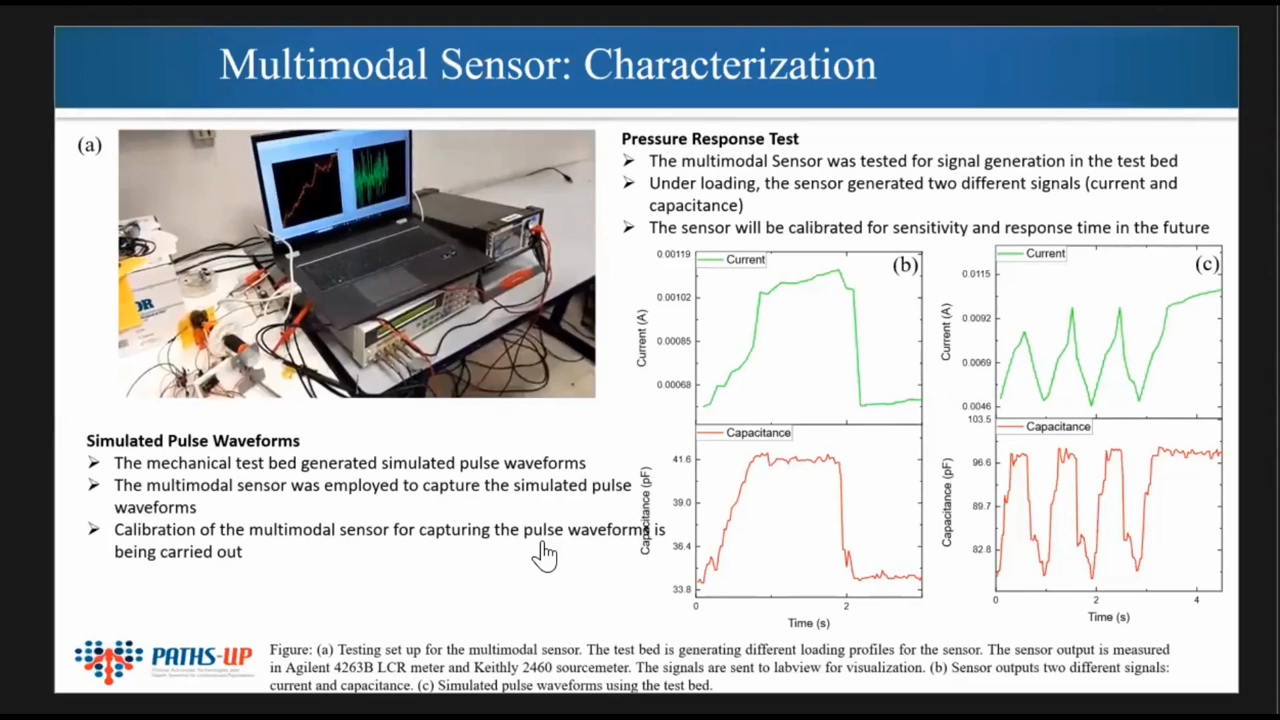 Multimodal Sensor: Characterization
(a)
Pressure Response Test
➢ The multimodal Sensor was tested for signal generation in the test bed
➢ Under loading, the sensor generated two different signals (current and
capacitance)
➢ The sensor will be calibrated for sensitivity and response time in the future
Simulated Pulse Waveforms
➢ The mechanical test bed generated simulated pulse waveforms
➢ The multimodal sensor was employed to capture the simulated pulse
waveforms
➢ Calibration of the multimodal sensor for capturing the pulse waveforms is
being carried out
(b)
Current
Current (A)
0.00119
0.00102
0.00085
0.00068
Capacitance
Capacitance (pF)
41.6
39.0
36.4
33.8
0 2
Time (s)
(c)
Current
Current (A)
0.0115
0.0092
0.0069
0.0046
Capacitance
Capacitance (pF)
103.5
96.6
89.7
82.8
0 2 4
Time (s)
PATHS-UP
Figure: (a) Testing set up for the multimodal sensor. The test bed is generating different loading profiles for the sensor. The sensor output is measured
in Agilent 4263B LCR meter and Keithly 2460 sourcemeter. The signals are sent to labview for visualization. (b) Sensor outputs two different signals:
current and capacitance. (c) Simulated pulse waveforms using the test bed.